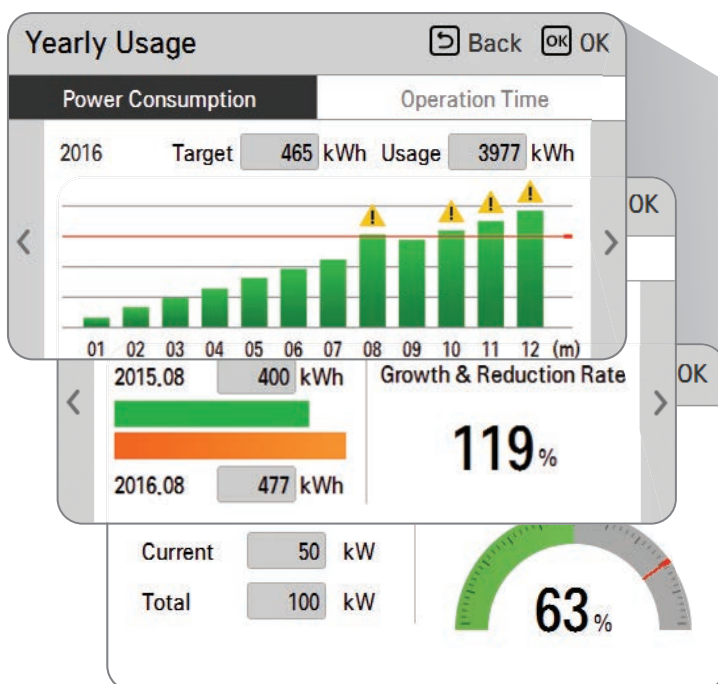 Yearly Usage Back OK OK
Power Consumption Operation Time
2016 Target 465 kWh Usage 3977 kWh
! ! ! !
01 02 03 04 05 06 07 08 09 10 11 12 (m)
OK
2015.08 400 kWh Growth & Reduction Rate
119 %
2016.08 477 kWh
OK
Current 50 kW
Total 100 kW
63 %